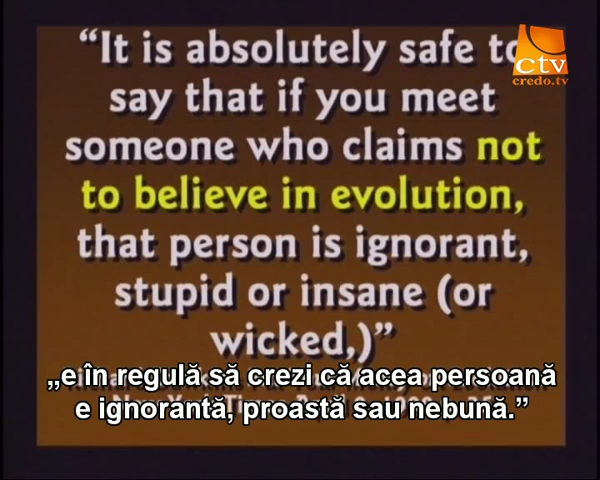 ctv
credo.tv
“It is absolutely safe to
say that if you meet
someone who claims not
to believe in evolution,
that person is ignorant,
stupid or insane (or
wicked,)”
„e în regulă să crezi că acea persoană
e ignorantă, proastă sau nebună.”